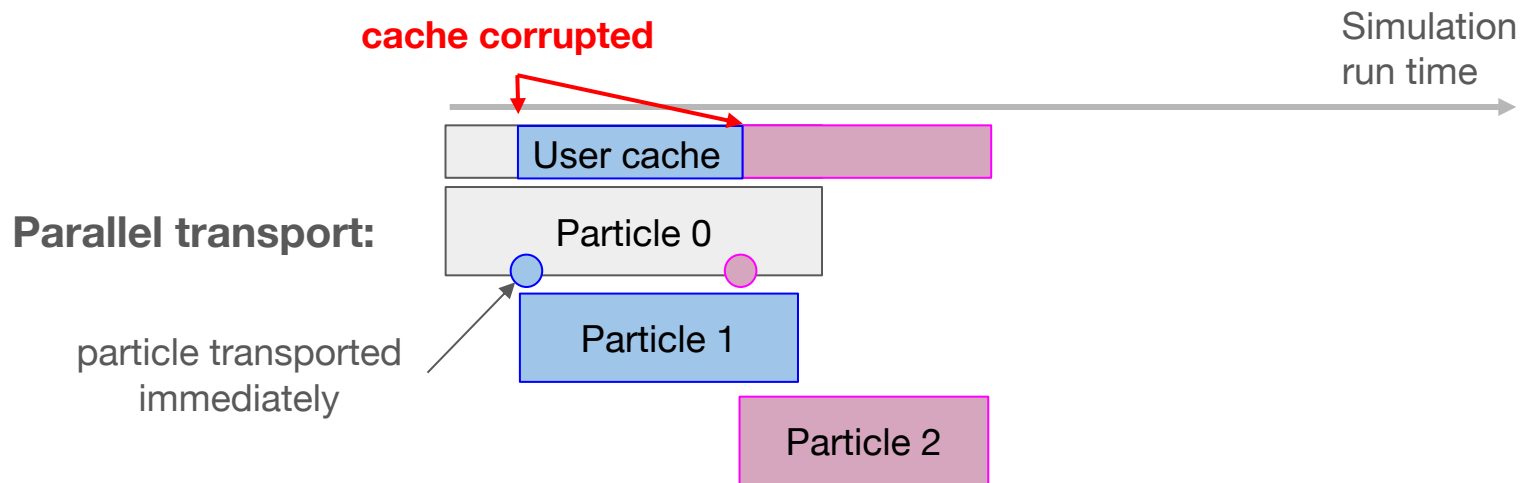 cache corrupted
Simulation
run time
User cache
Parallel transport:
Particle 0
Particle 1
particle transported
immediately
Particle 2